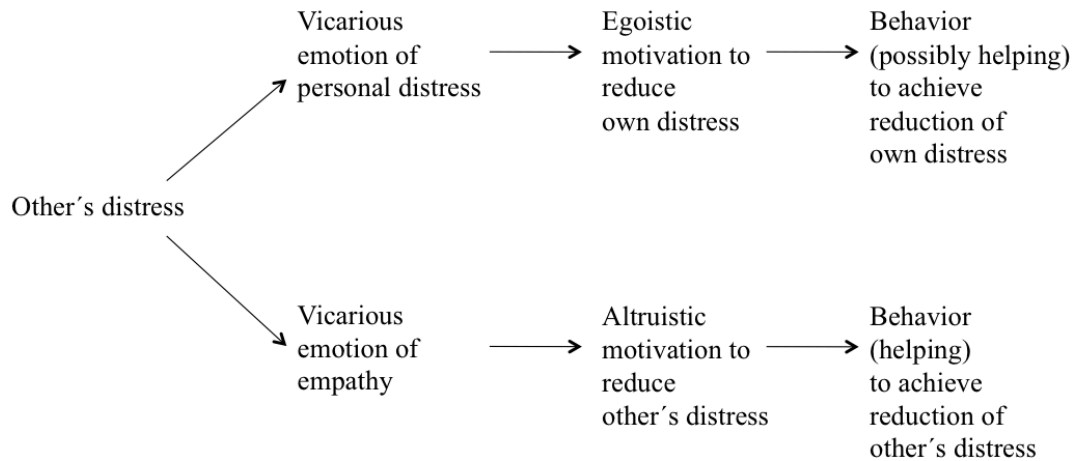 Vicarious
emotion of
personal distress
Egoistic
motivation to
reduce
own distress
Behavior
(possibly helping)
to achieve
reduction of
own distress
Other´s distress
Vicarious
emotion of
empathy
Altruistic
motivation to
reduce
other´s distress
Behavior
(helping)
to achieve
reduction of
other´s distress